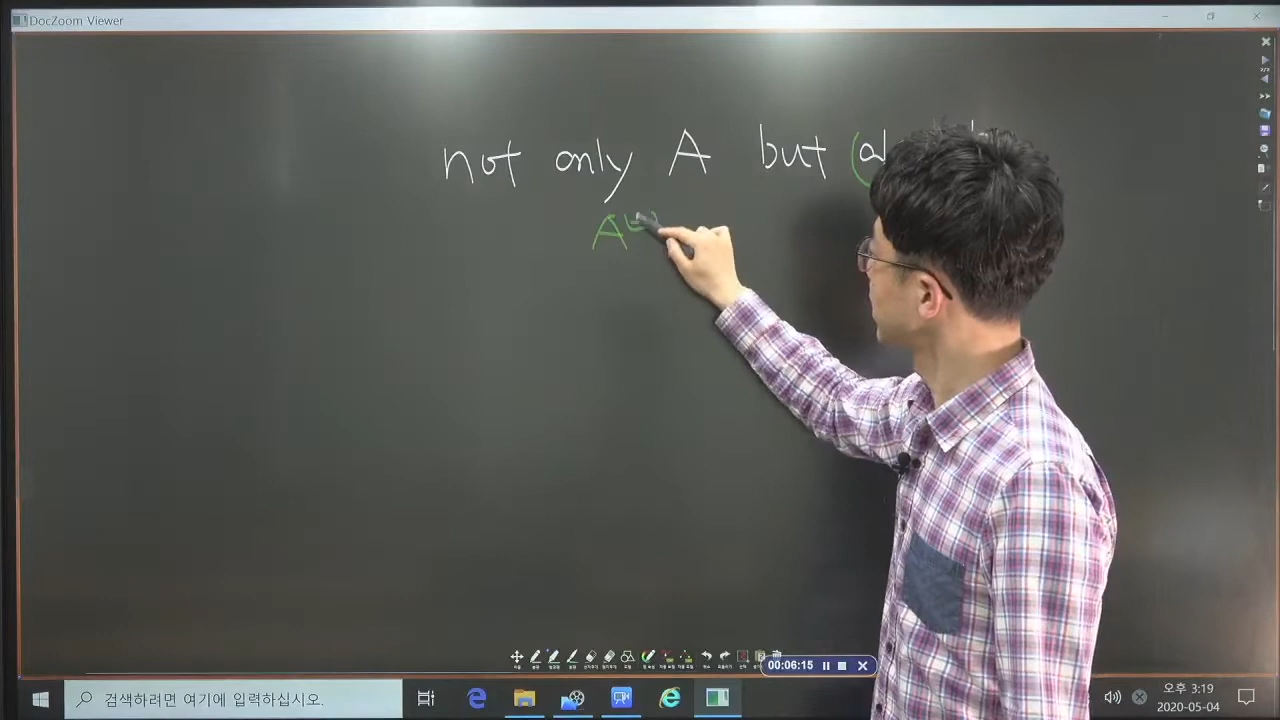 DocZoom Viewer
not only A but
A
00:06:15
검색하려면 여기에 입력하십시오.
오후 3:19
2020-05-04